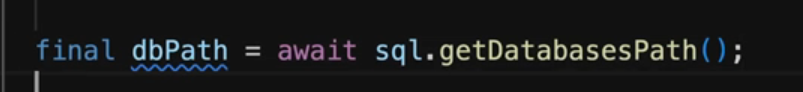 final dbPath = await sql.getDatabasesPath();